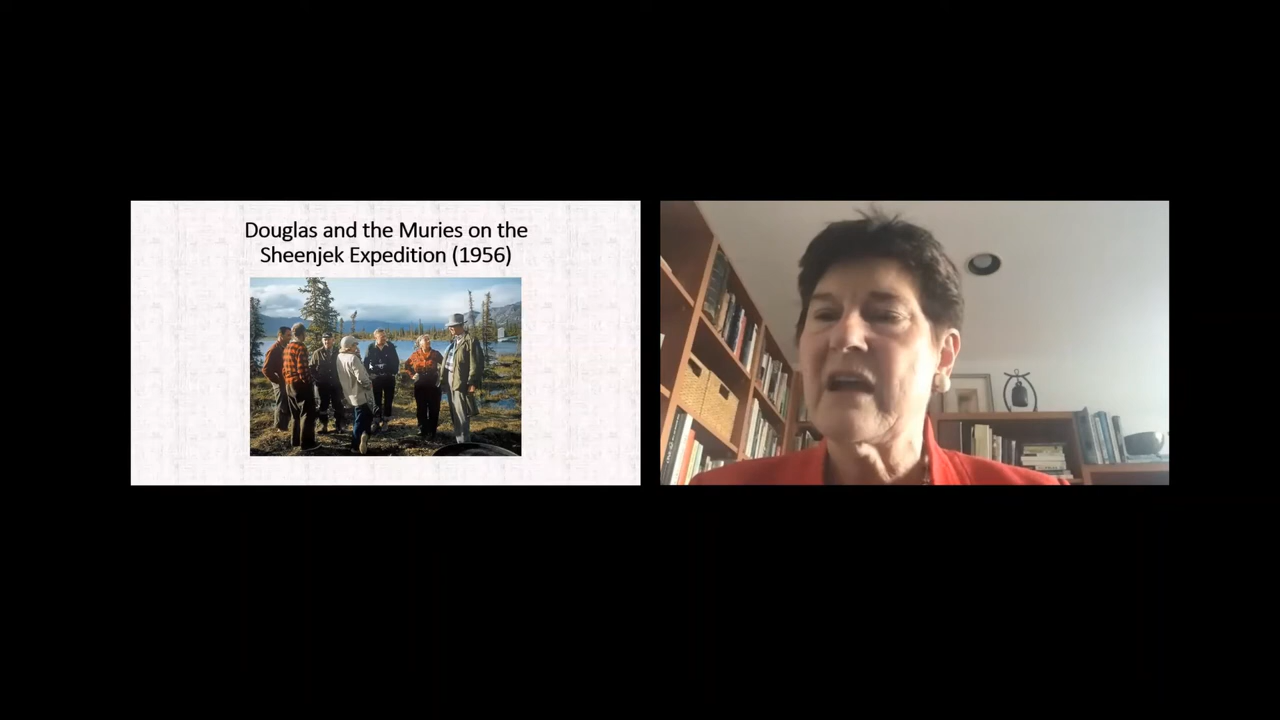 Douglas and the Muries on the
Sheenjek Expedition (1956)